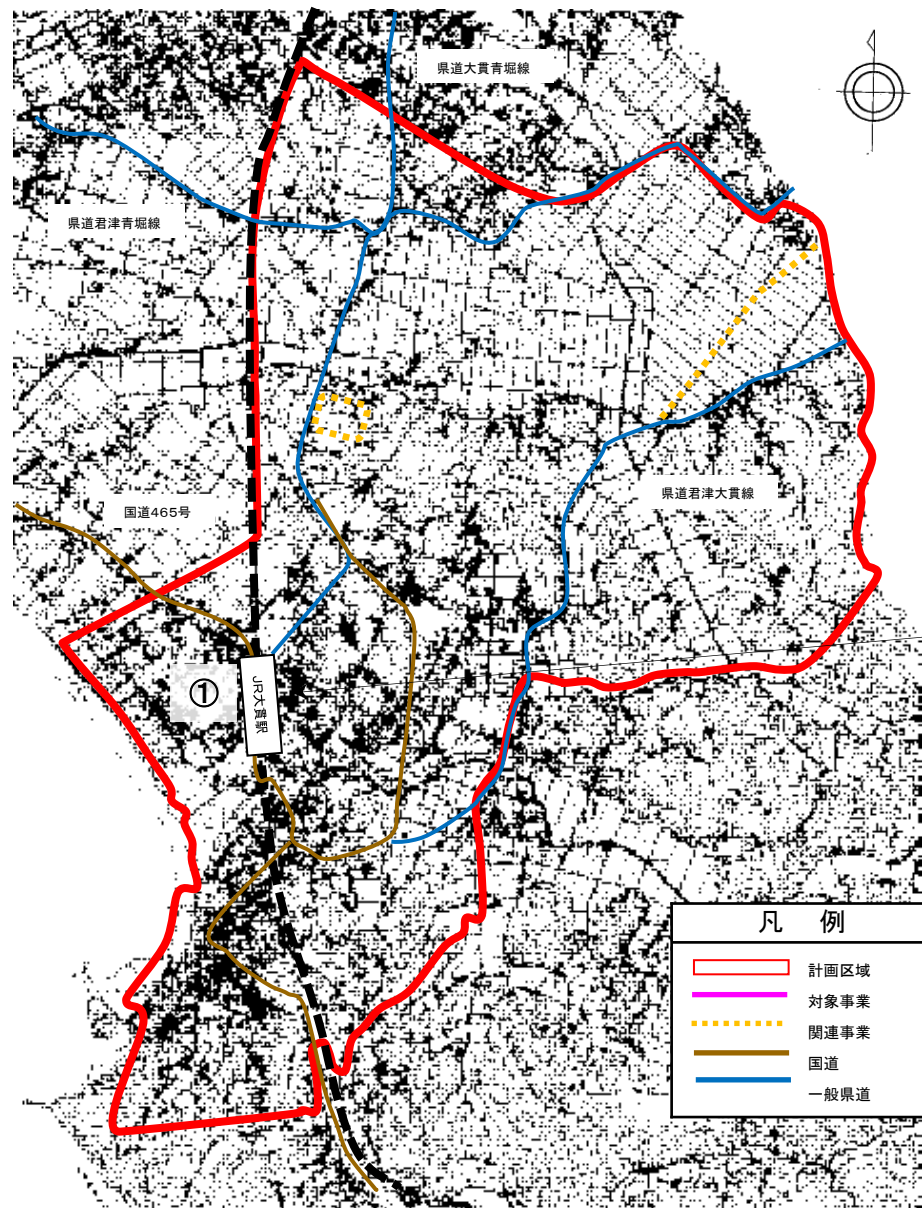 県道大貫青堀線
県道君津青堀線
国道465号
県道君津大貫線
①
JR大貫駅
凡 例
計画区域
対象事業
関連事業
国道
一般県道